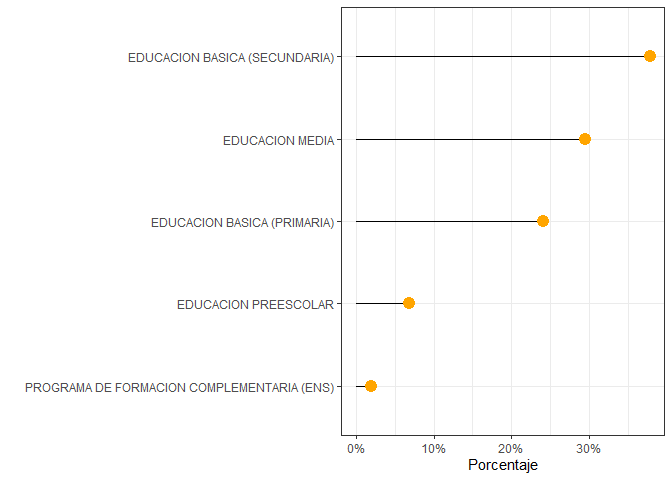 EDUCACION BASICA (SECUNDARIA)
EDUCACION MEDIA
EDUCACION BASICA (PRIMARIA)
EDUCACION PREESCOLAR
PROGRAMA DE FORMACION COMPLEMENTARIA (ENS)
0% 10% 20% 30%
Porcentaje